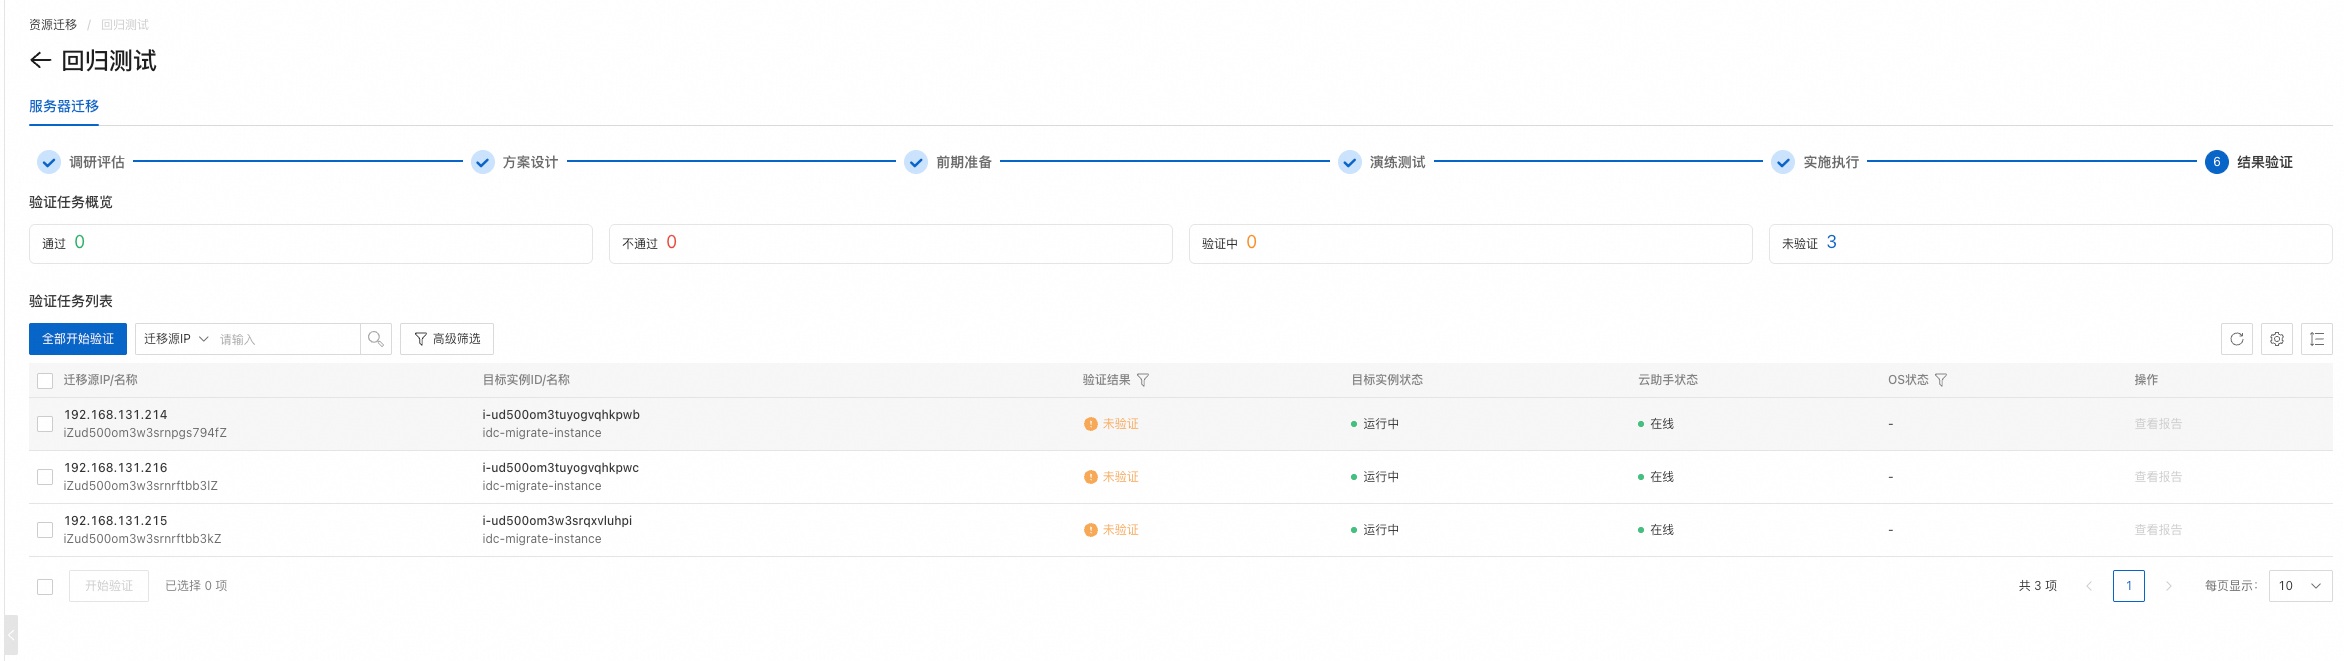 资源迁移 / 回归测试
回归测试
服务器迁移
调研评估 方案设计 前期准备 演练测试 实施执行 6 结果验证
验证任务概览
通过 0 不通过 0 验证中 0 未验证 3
验证任务列表
全部开始验证 迁移源IP 请输入 高级筛选
迁移源IP/名称 目标实例ID/名称 验证结果 目标实例状态 云助手状态 OS状态 操作
192.168.131.214 i-ud500om3tuyogvqhkpwb 未验证 运行中 在线 - 查看报告
iZud500om3w3srnpgs794fZ idc-migrate-instance
192.168.131.216 i-ud500om3tuyogvqhkpwc 未验证 运行中 在线 - 查看报告
iZud500om3w3srnrftbb3lZ idc-migrate-instance
192.168.131.215 i-ud500om3w3srqxvluhpi 未验证 运行中 在线 - 查看报告
iZud500om3w3srnrftbb3kZ idc-migrate-instance
开始验证 已选择 0 项 共 3 项 1 每页显示: 10